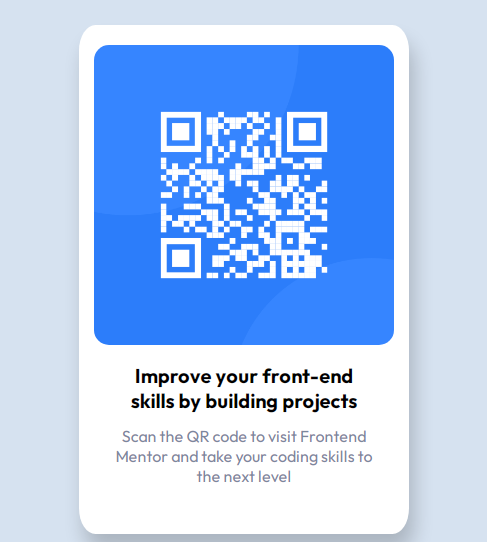 Improve your front-end
skills by building projects
Scan the QR code to visit Frontend
Mentor and take your coding skills to
the next level